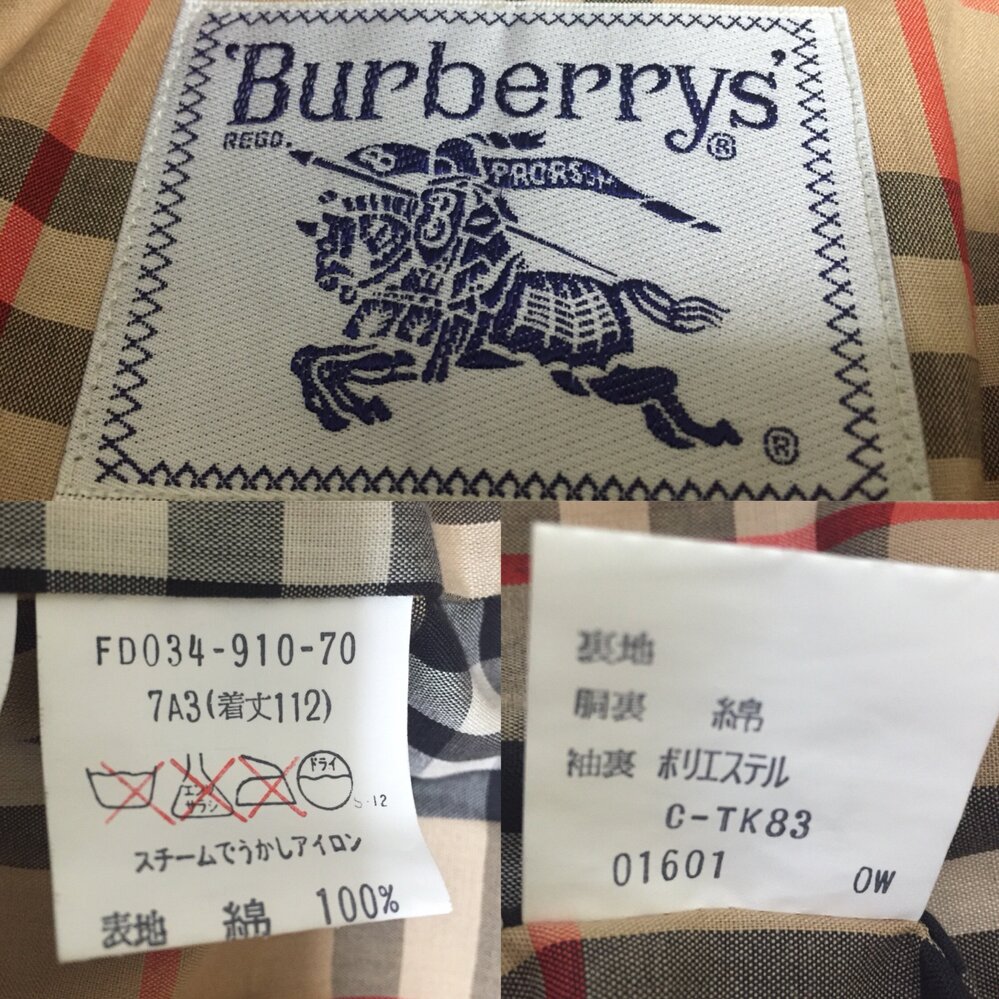 'Burberrys'
REGD.
®
B PRORSUM
®
FD034-910-70
7A3(着丈112)
エンソ
サラシ
ドライ
S-12
スチームでうかしアイロン
表地 綿 100%
裏地
胴裏 綿
袖裏 ポリエステル
C-TK83
01601 0W